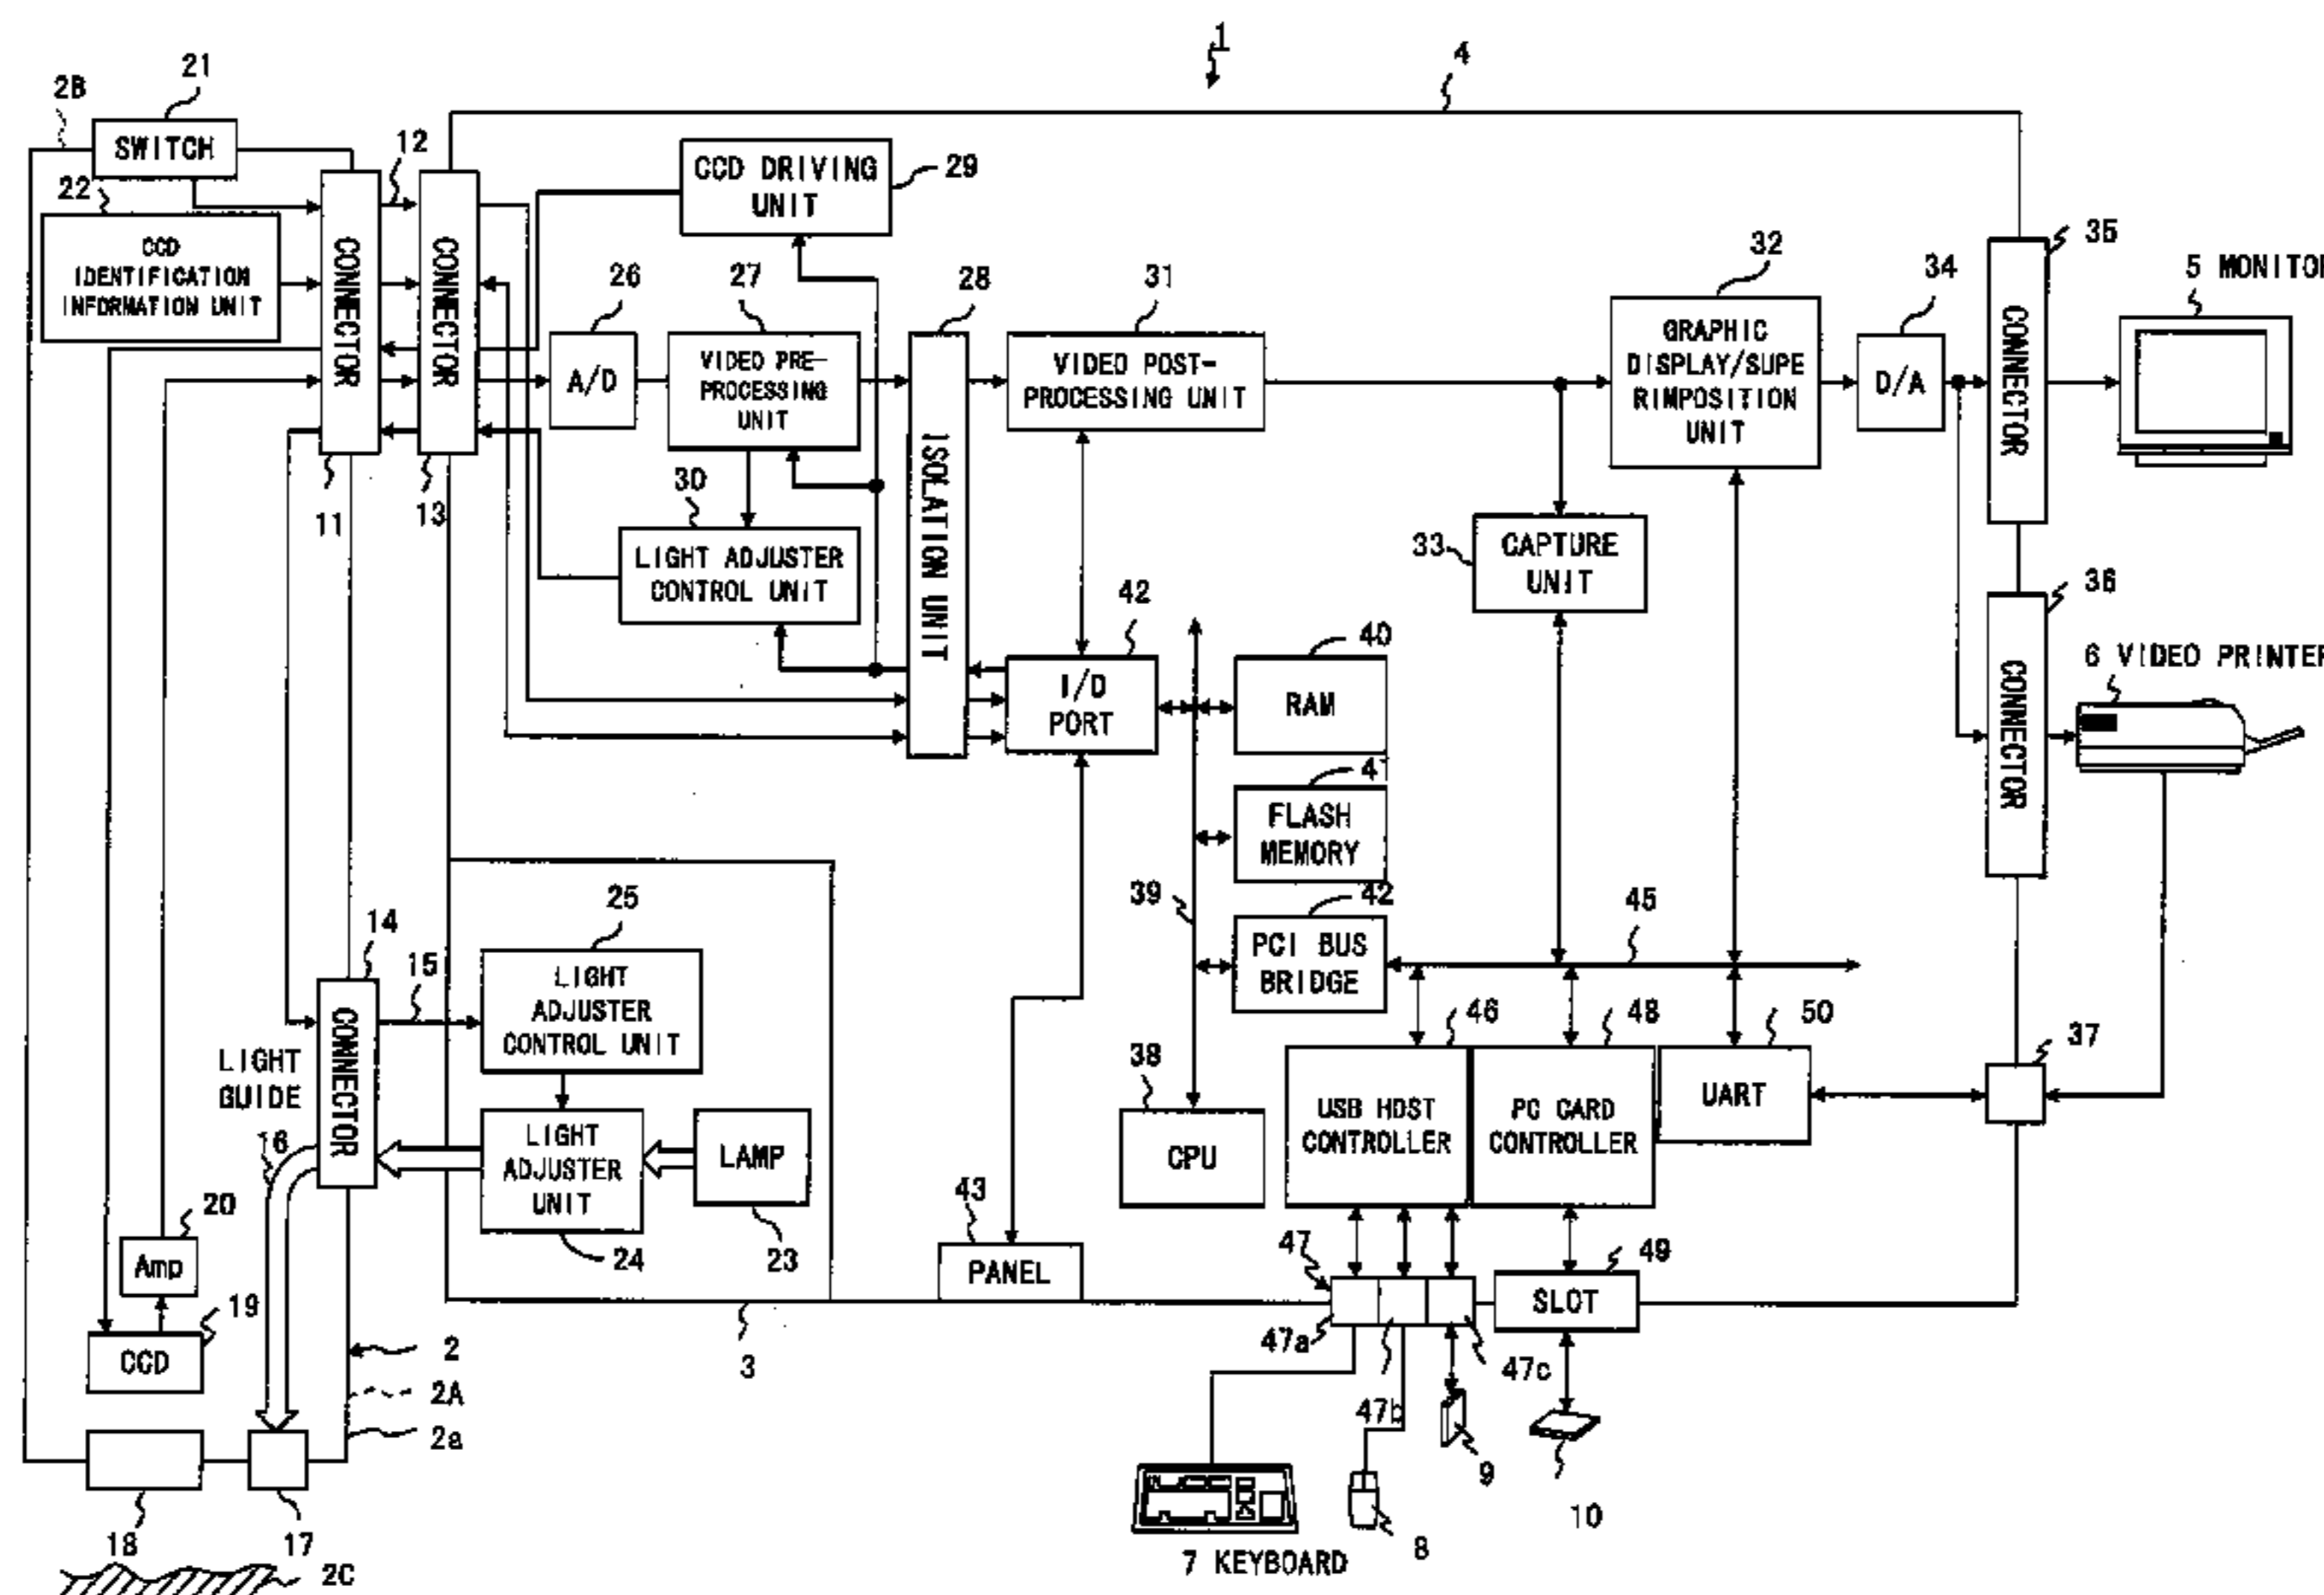 1
4
21
2B
SWITCH
12
22
CCD
IDENTIFICATION
INFORMATION UNIT
CONNECTOR
CONNECTOR
11
13
CCD DRIVING
UNIT
29
26
A/D
27
VIDEO PRE-
PROCESSING
UNIT
28
ISOLATION UNIT
30
LIGHT ADJUSTER
CONTROL UNIT
31
VIDEO POST-
PROCESSING UNIT
32
GRAPHIC
DISPLAY/SUPE
RIMPOSITION
UNIT
34
D/A
35
CONNECTOR
5 MONITOR
33
CAPTURE
UNIT
36
CONNECTOR
6 VIDEO PRINTER
42
I/O
PORT
40
RAM
41
FLASH
MEMORY
39
42
PCI BUS
BRIDGE
45
14
CONNECTOR
15
25
LIGHT
ADJUSTER
CONTROL UNIT
LIGHT
GUIDE
16
LIGHT
ADJUSTER
UNIT
24
LAMP
23
38
CPU
46
USB HOST
CONTROLLER
48
PC CARD
CONTROLLER
50
UART
37
20
Amp
19
CCD
2
2A
2a
18
17
2C
3
43
PANEL
47
47a
47b
47c
49
SLOT
9
10
8
7 KEYBOARD